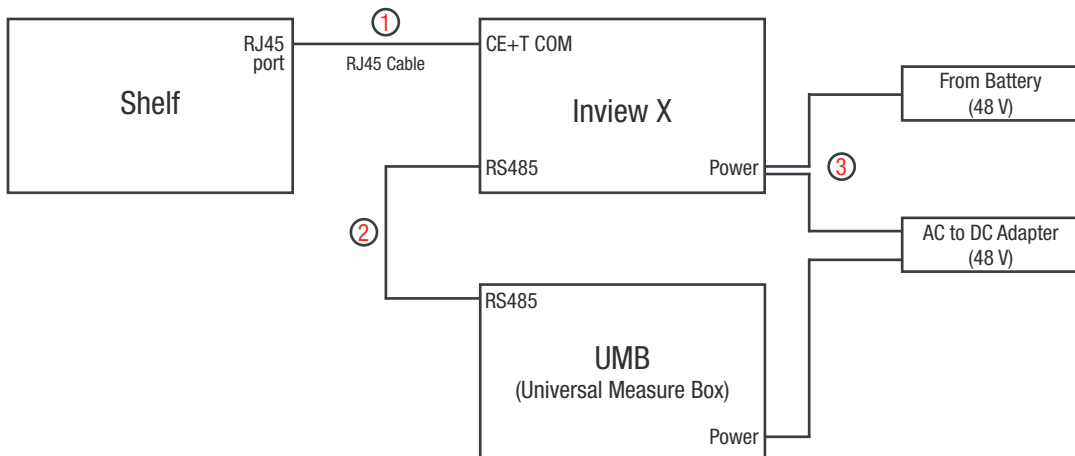 1
RJ45
port
CE+T COM
RJ45 Cable
Shelf
Inview X
From Battery
(48 V)
RS485
Power
3
2
AC to DC Adapter
(48 V)
RS485
UMB
(Universal Measure Box)
Power